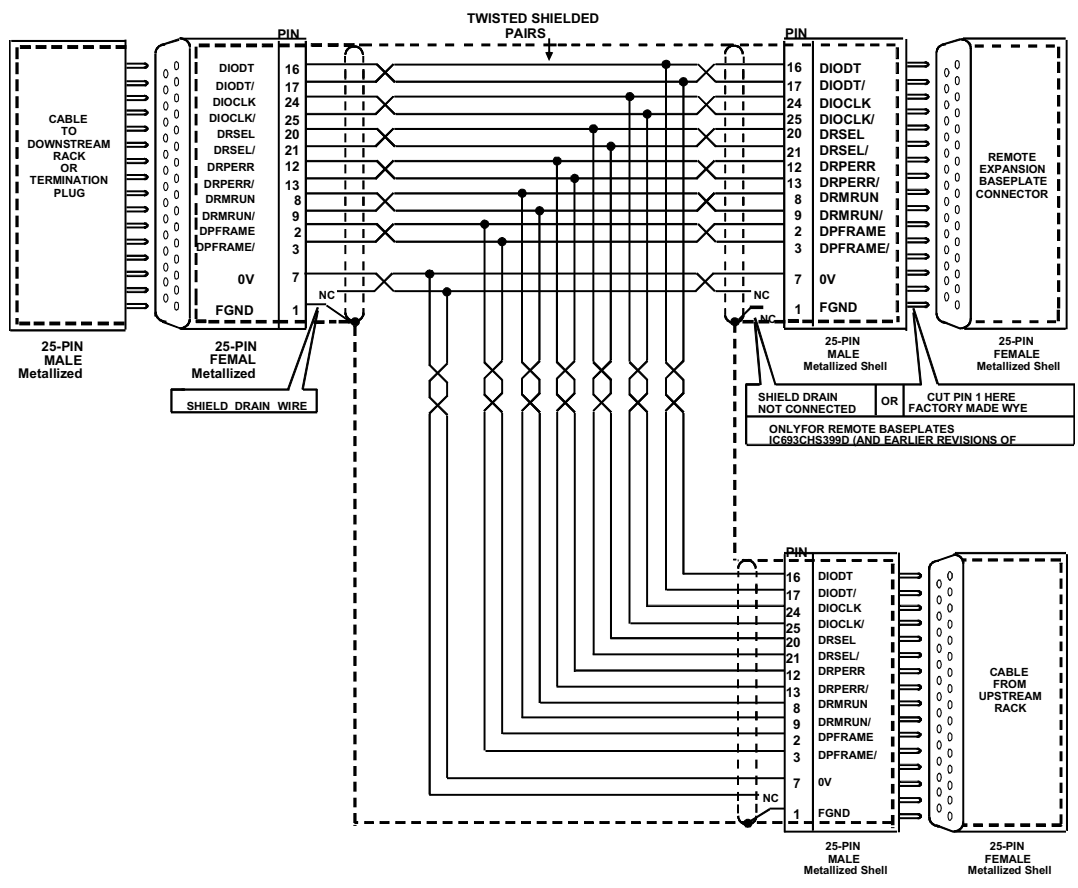 TWISTED SHIELDED
PAIRS
CABLE
TO
DOWNSTREAM
RACK
OR
TERMINATION
PLUG
25-PIN
MALE
Metallized
PIN
DIODT 16
DIODT/ 17
DIOCLK 24
DIOCLK/ 25
DRSEL 20
DRSEL/ 21
DRPERR 12
DRPERR/ 13
DRMRUN 8
DRMRUN/ 9
DPFRAME 2
DPFRAME/ 3
0V 7
FGND 1
NC
25-PIN
FEMAL
Metallized
SHIELD DRAIN WIRE
PIN
16 DIODT
17 DIODT/
24 DIOCLK
25 DIOCLK/
20 DRSEL
21 DRSEL/
12 DRPERR
13 DRPERR/
8 DRMRUN
9 DRMRUN/
2 DPFRAME
3 DPFRAME/
7 0V
NC
1 FGND
NC
25-PIN
MALE
Metallized Shell
REMOTE
EXPANSION
BASEPLATE
CONNECTOR
25-PIN
FEMALE
Metallized Shell
SHIELD DRAIN
NOT CONNECTED
OR
CUT PIN 1 HERE
FACTORY MADE WYE
ONLYFOR REMOTE BASEPLATES
IC693CHS399D (AND EARLIER REVISIONS OF
PIN
16 DIODT
17 DIODT/
24 DIOCLK
25 DIOCLK/
20 DRSEL
21 DRSEL/
12 DRPERR
13 DRPERR/
8 DRMRUN
9 DRMRUN/
2 DPFRAME
3 DPFRAME/
7 0V
NC
1 FGND
25-PIN
MALE
Metallized Shell
CABLE
FROM
UPSTREAM
RACK
25-PIN
FEMALE
Metallized Shell